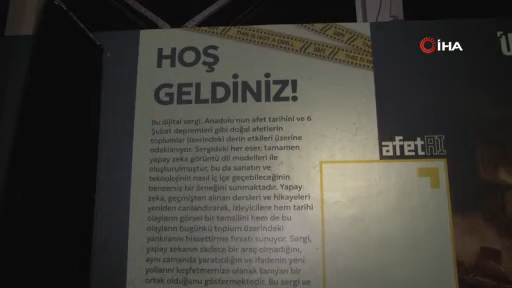 THIS IS NOT A DRILL
IHA
HOŞ
GELDİNİZ!
Bu dijital sergi, Anadolu'nun afet tarihini ve 6
Şubat depremleri gibi doğal afetlerin
toplumlar üzerindeki derin etkileri üzerine
odaklanıyor. Sergideki her eser, tamamen
yapay zeka görüntü dil modelleri ile
oluşturulmuştur, bu da sanatın ve
teknolojinin nasıl iç içe geçebileceğinin
benzersiz bir örneğini sunmaktadır. Yapay
zeka, geçmişten alınan dersleri ve hikayeleri
yeniden canlandırarak, izleyicilere hem tarihi
olayların görsel bir temsilini hem de bu
olayların bugünkü toplum üzerindeki
yankılarını hissettirme fırsatı sunuyor. Sergi,
yapay zekanın sadece bir araç olmadığını,
aynı zamanda yaratıcılığın ve ifadenin yeni
yollarını keşfetmemize olanak tanıyan bir
ortak olduğunu göstermektedir. Bu sergi ve
afetAI